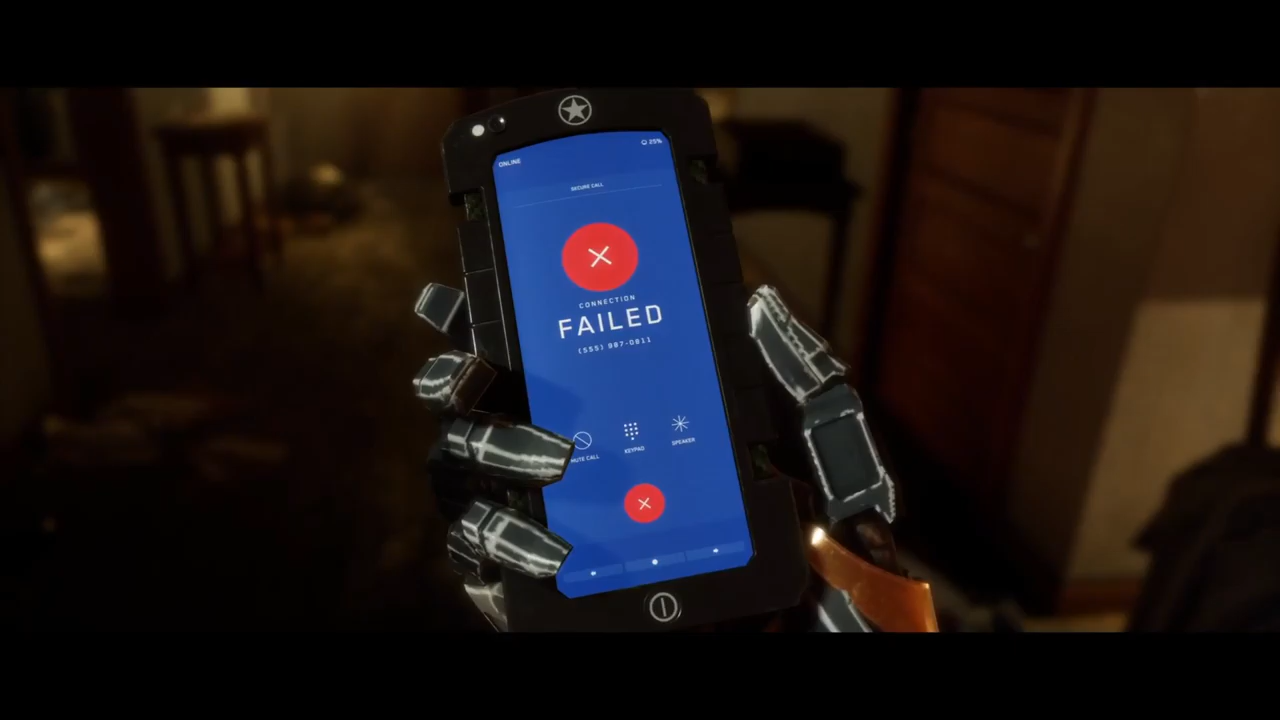 ONLINE
25%
SECURE CALL
CONNECTION
FAILED
(555) 987-0811
MUTE CALL
KEYPAD
SPEAKER